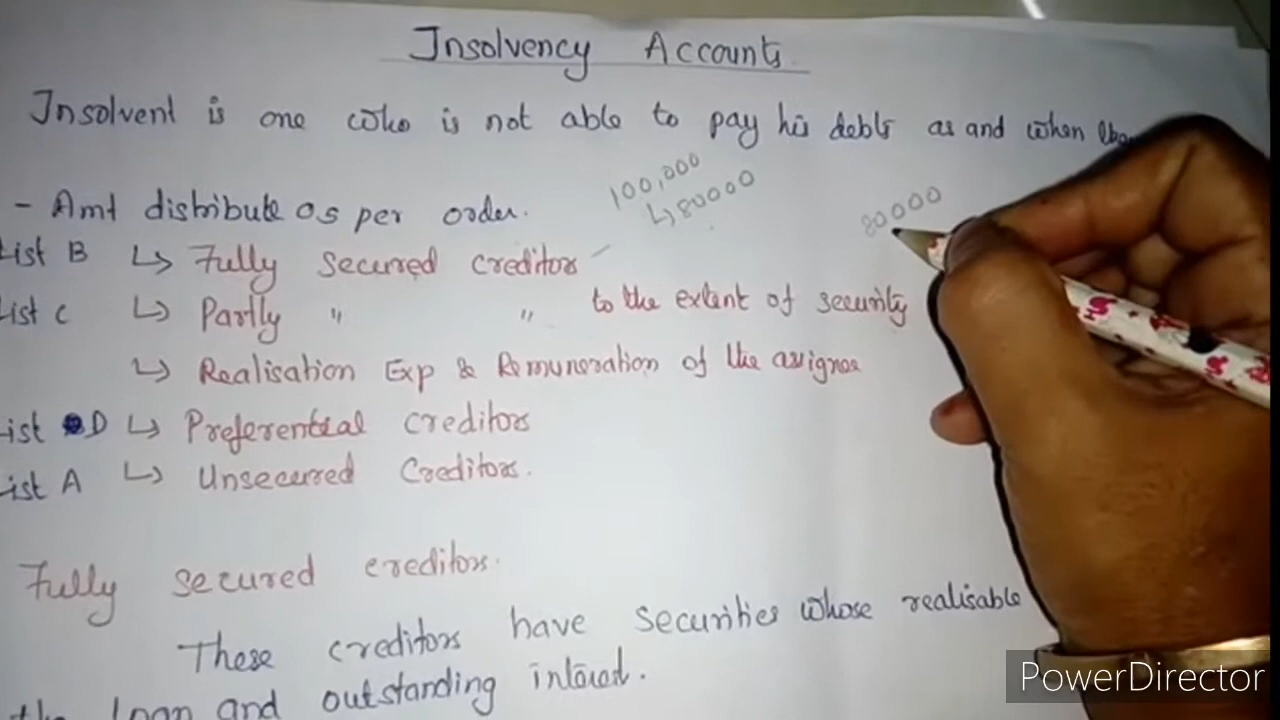 Insolvency Accounts
Insolvent is one who is not able to pay his debts as and when
100,000
↳ 80000
80000
- Amt distribute as per order.
List B ↳ Fully secured creditors
List C ↳ Partly " " to the extent of security
↳ Realisation Exp & Remuneration of the assignee
List D ↳ Preferential creditors
List A ↳ Unsecured Creditors.
Fully secured creditors.
These creditors have securities whose realisable
the loan and outstanding interest.
PowerDirector